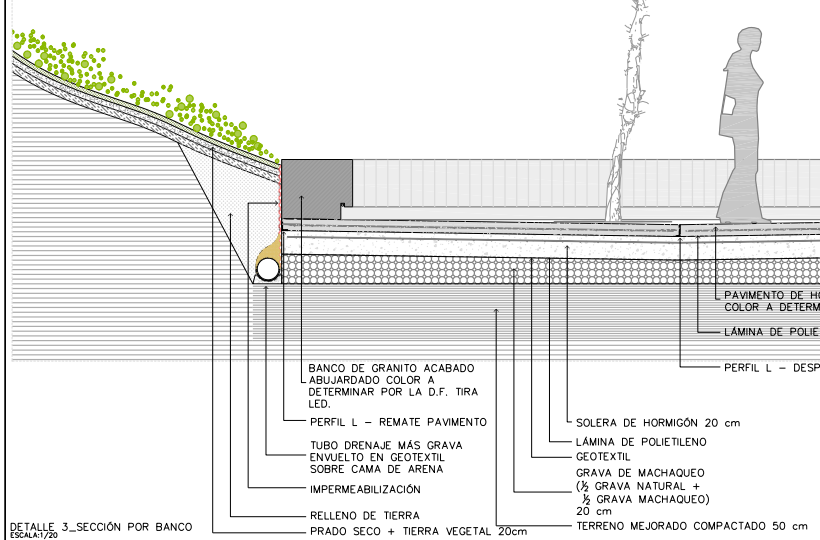 PAVIMENTO DE HO
COLOR A DETERM
LÁMINA DE POLIE
PERFIL L – DESP
BANCO DE GRANITO ACABADO
ABUJARDADO COLOR A
DETERMINAR POR LA D.F. TIRA
LED.
PERFIL L – REMATE PAVIMENTO
TUBO DRENAJE MÁS GRAVA
ENVUELTO EN GEOTEXTIL
SOBRE CAMA DE ARENA
IMPERMEABILIZACIÓN
RELLENO DE TIERRA
PRADO SECO + TIERRA VEGETAL 20cm
SOLERA DE HORMIGÓN 20 cm
LÁMINA DE POLIETILENO
GEOTEXTIL
GRAVA DE MACHAQUEO
(½ GRAVA NATURAL +
½ GRAVA MACHAQUEO)
20 cm
TERRENO MEJORADO COMPACTADO 50 cm
DETALLE 3_SECCIÓN POR BANCO
ESCALA:1/20